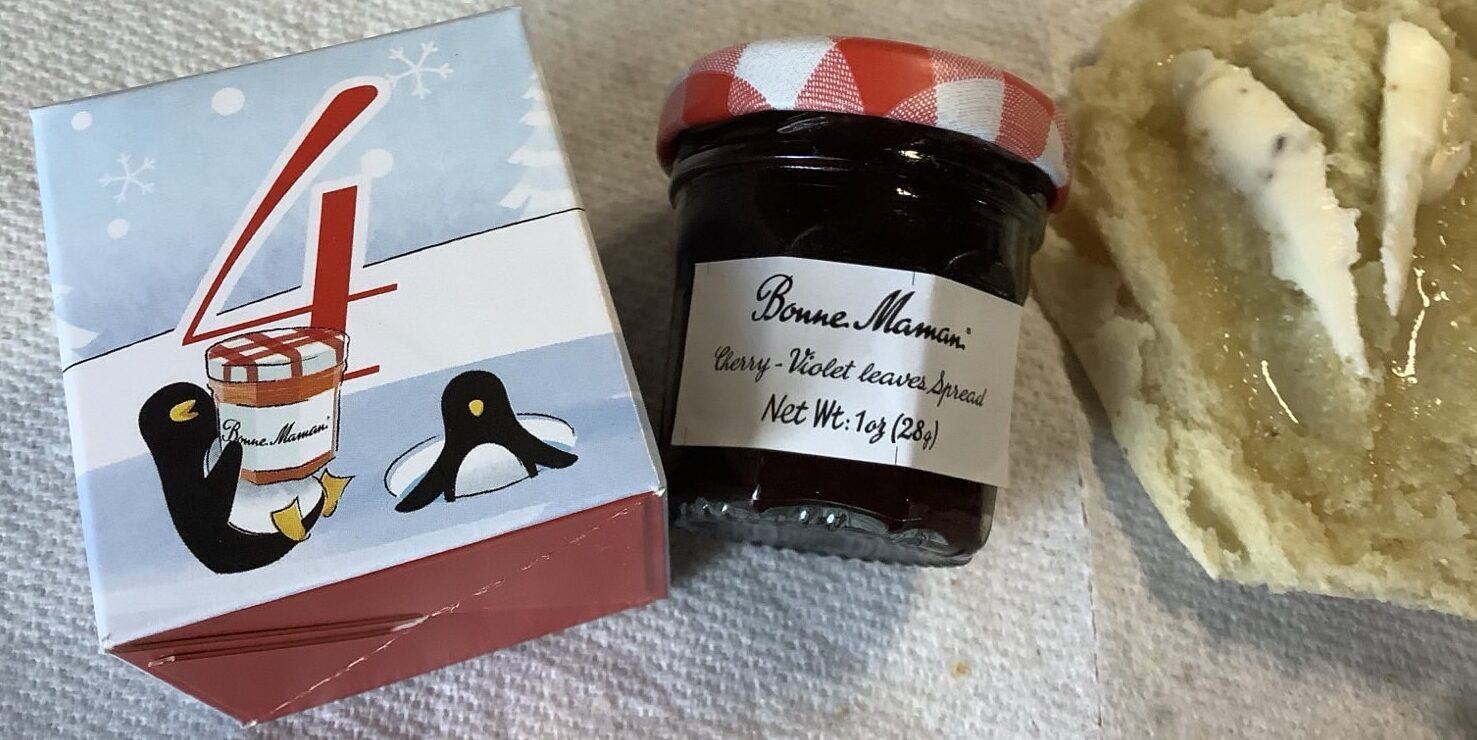 4
Bonne Maman
Bonne Maman
Cherry - Violet leaves Spread
Net Wt: 1oz (28g)